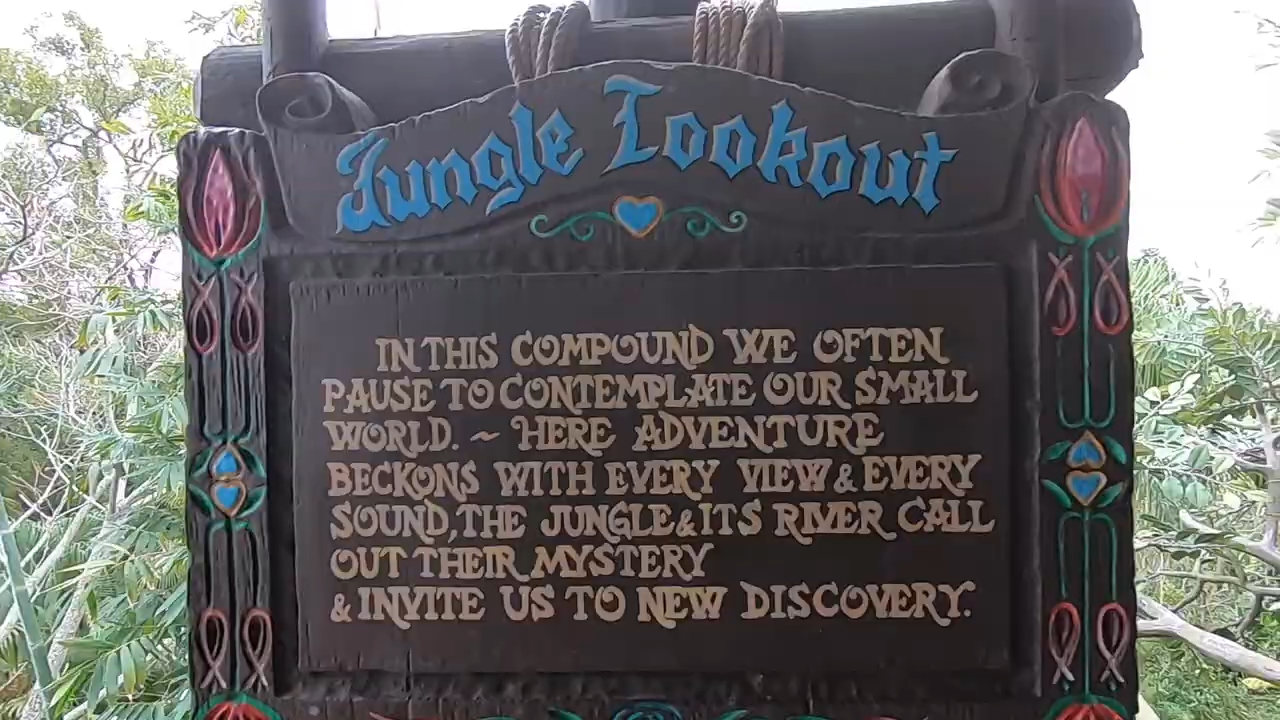 Jungle Lookout
IN THIS COMPOUND WE OFTEN
PAUSE TO CONTEMPLATE OUR SMALL
WORLD. ~ HERE ADVENTURE
BECKONS WITH EVERY VIEW & EVERY
SOUND, THE JUNGLE & ITS RIVER CALL
OUT THEIR MYSTERY
& INVITE US TO NEW DISCOVERY.